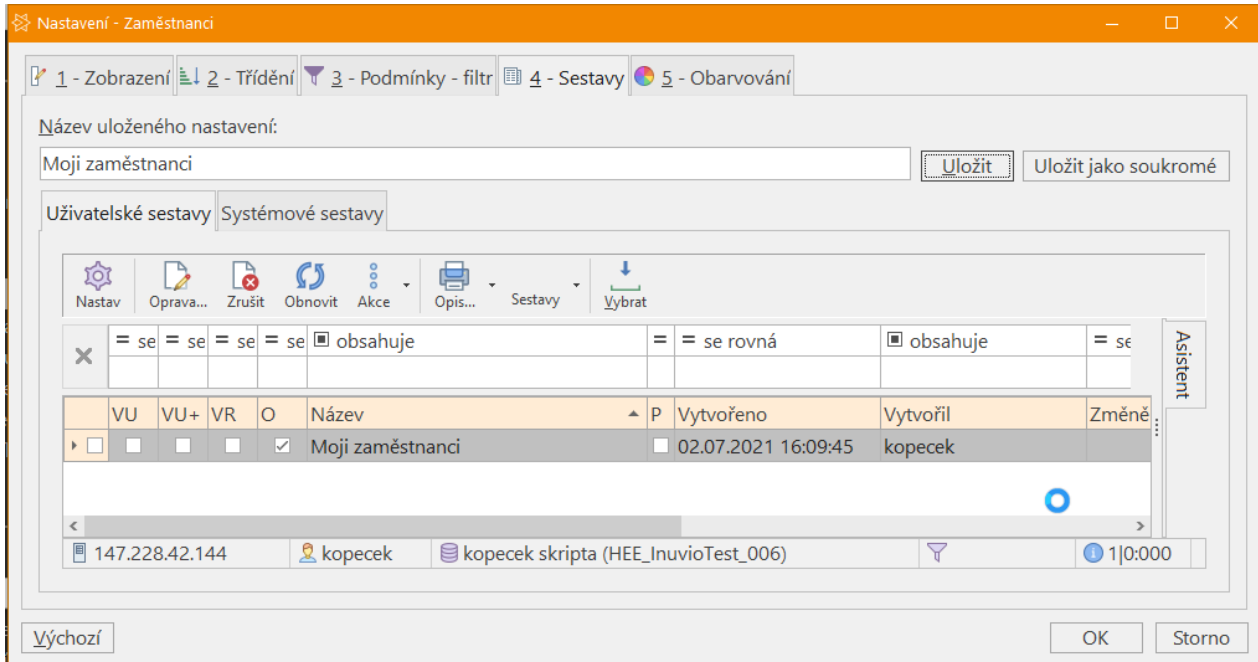 Nastavení - Zaměstnanci
1 - Zobrazení 2 - Třídění 3 - Podmínky - filtr 4 - Sestavy 5 - Obarvování
Název uloženého nastavení:
Moji zaměstnanci Uložit Uložit jako soukromé
Uživatelské sestavy Systémové sestavy
Nastav Oprava... Zrušit Obnovit Akce Opis... Sestavy Vybrat
= se = se = se = se obsahuje = = se rovná obsahuje = se
Asistent
VU VU+ VR O Název P Vytvořeno Vytvořil Změně
Moji zaměstnanci 02.07.2021 16:09:45 kopecek
147.228.42.144 kopecek kopecek skripta (HEE_InuvioTest_006) 1|0:000
Výchozí OK Storno